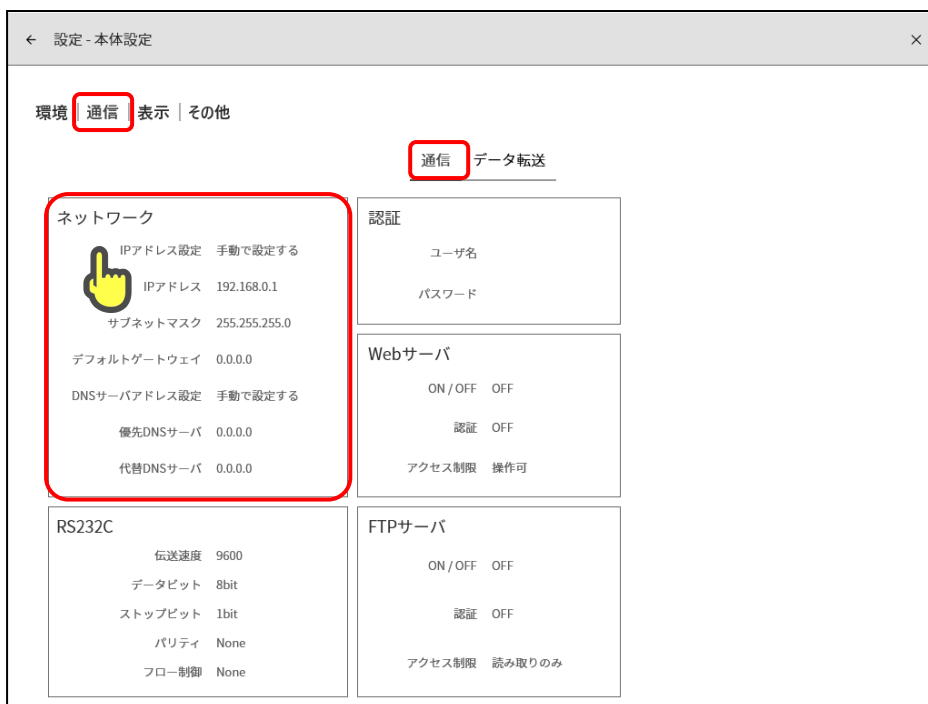 ← 設定 - 本体設定 ×
環境 | 通信 | 表示 | その他
通信 データ転送
ネットワーク
IPアドレス設定 手動で設定する
IPアドレス 192.168.0.1
サブネットマスク 255.255.255.0
デフォルトゲートウェイ 0.0.0.0
DNSサーバアドレス設定 手動で設定する
優先DNSサーバ 0.0.0.0
代替DNSサーバ 0.0.0.0
認証
ユーザ名
パスワード
Webサーバ
ON / OFF OFF
認証 OFF
アクセス制限 操作可
RS232C
伝送速度 9600
データビット 8bit
ストップビット 1bit
パリティ None
フロー制御 None
FTPサーバ
ON / OFF OFF
認証 OFF
アクセス制限 読み取りのみ